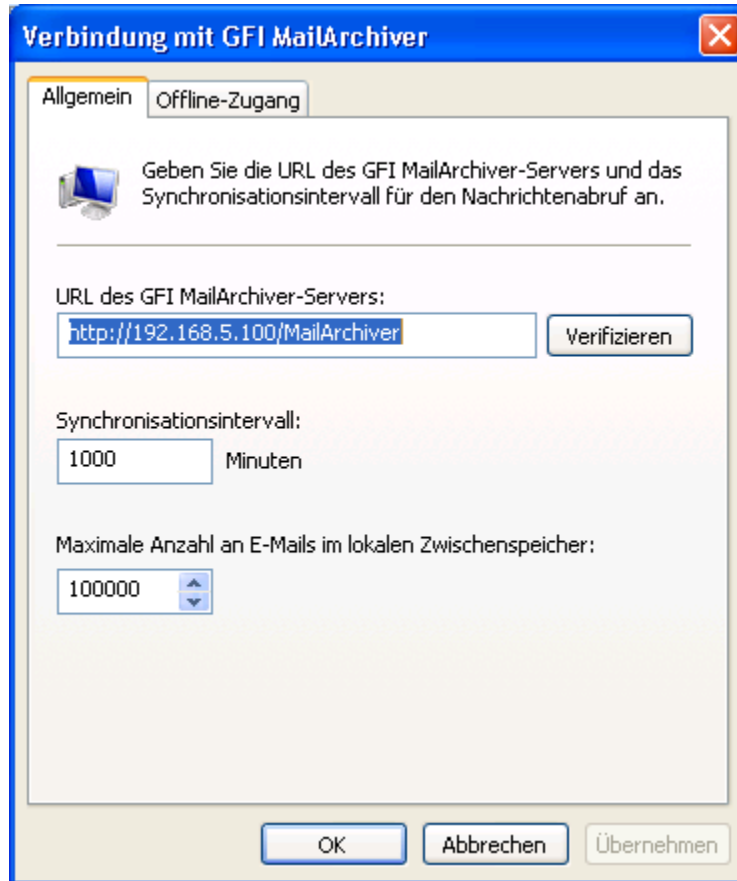 Verbindung mit GFI MailArchiver
Allgemein
Offline-Zugang
Geben Sie die URL des GFI MailArchiver-Servers und das
Synchronisationsintervall für den Nachrichtenabruf an.
URL des GFI MailArchiver-Servers:
http://192.168.5.100/MailArchiver
Verifizieren
Synchronisationsintervall:
1000
Minuten
Maximale Anzahl an E-Mails im lokalen Zwischenspeicher:
100000
OK
Abbrechen
Übernehmen